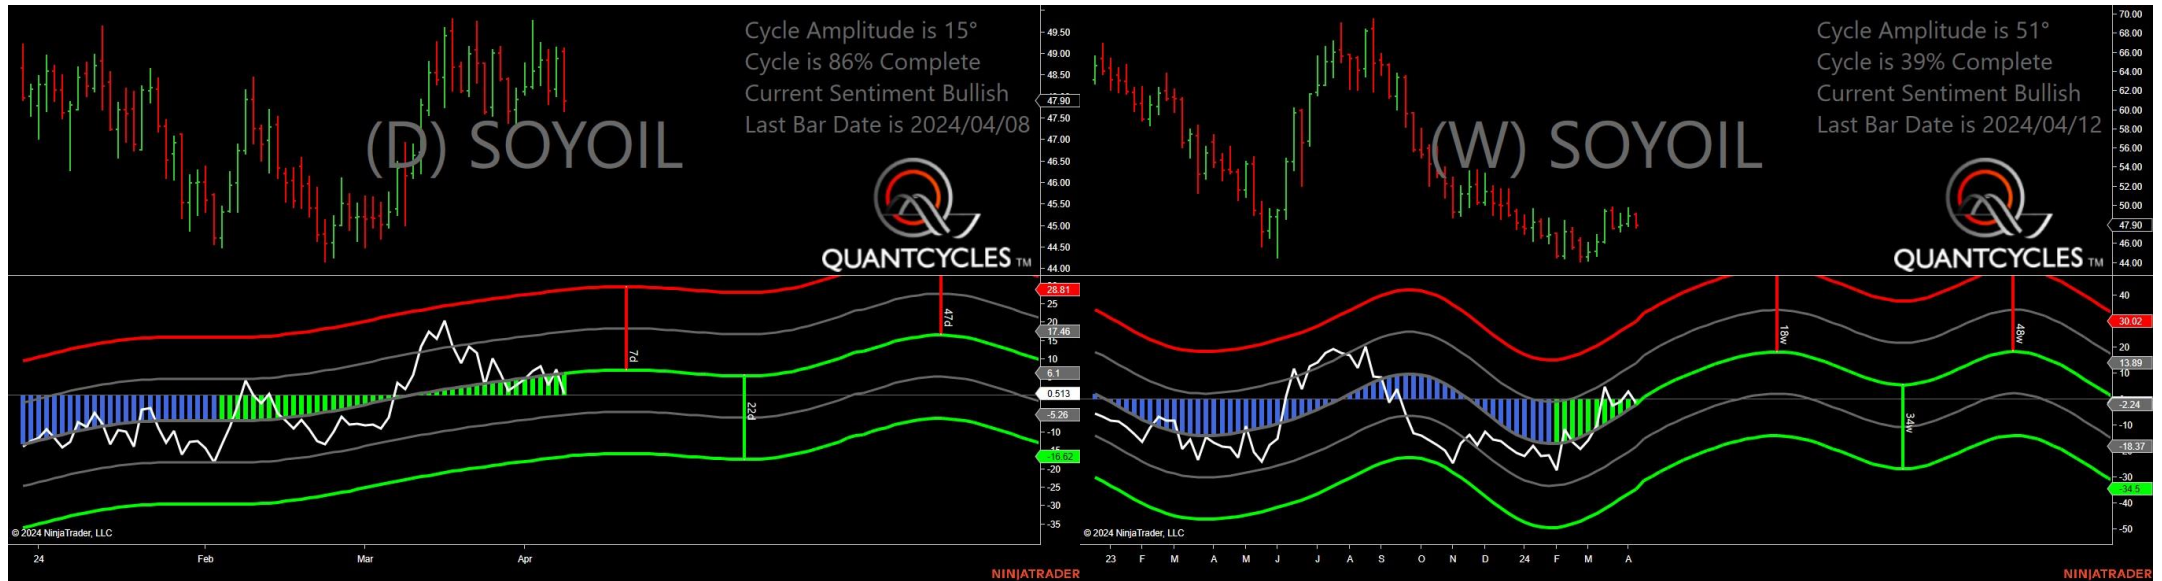 Cycle Amplitude is 15°
Cycle is 86% Complete
Current Sentiment Bullish
Last Bar Date is 2024/04/08
(D) SOYOIL
QUANTCYCLES TM
49.50
49.00
48.50
47.90
47.50
47.00
46.50
46.00
45.50
45.00
44.50
44.00
7d
22d
47d
28.81
25
20
17.46
15
10
6.1
0.513
-5.26
-10
-16.62
-20
-25
-30
-35
© 2024 NinjaTrader, LLC
24 Feb Mar Apr
NINJATRADER
Cycle Amplitude is 51°
Cycle is 39% Complete
Current Sentiment Bullish
Last Bar Date is 2024/04/12
(W) SOYOIL
QUANTCYCLES TM
70.00
68.00
66.00
64.00
62.00
60.00
58.00
56.00
54.00
52.00
50.00
47.90
46.00
44.00
18w
34w
48w
40
30.02
20
13.89
10
-2.24
-10
-18.37
-30
-34.5
-40
-50
© 2024 NinjaTrader, LLC
23 F M A M J J A S O N D 24 F M A
NINJATRADER